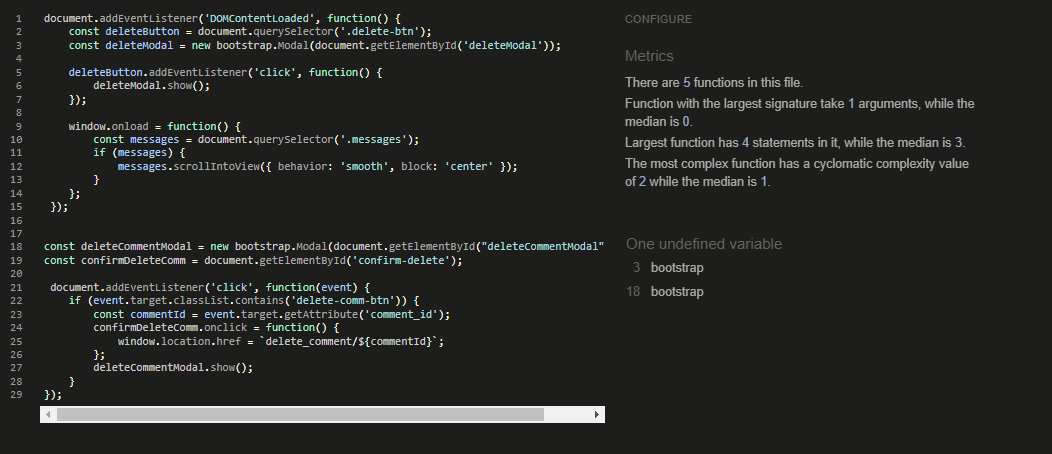 1 document.addEventListener('DOMContentLoaded', function() {
2 const deleteButton = document.querySelector('.delete-btn');
3 const deleteModal = new bootstrap.Modal(document.getElementById('deleteModal'));
4
5 deleteButton.addEventListener('click', function() {
6 deleteModal.show();
7 });
8
9 window.onload = function() {
10 const messages = document.querySelector('.messages');
11 if (messages) {
12 messages.scrollIntoView({ behavior: 'smooth', block: 'center' });
13 }
14 };
15 });
16
17
18 const deleteCommentModal = new bootstrap.Modal(document.getElementById("deleteCommentModal"
19 const confirmDeleteComm = document.getElementById('confirm-delete');
20
21 document.addEventListener('click', function(event) {
22 if (event.target.classList.contains('delete-comm-btn')) {
23 const commentId = event.target.getAttribute('comment_id');
24 confirmDeleteComm.onclick = function() {
25 window.location.href = `delete_comment/${commentId}`;
26 };
27 deleteCommentModal.show();
28 }
29 });
CONFIGURE
Metrics
There are 5 functions in this file.
Function with the largest signature take 1 arguments, while the
median is 0.
Largest function has 4 statements in it, while the median is 3.
The most complex function has a cyclomatic complexity value
of 2 while the median is 1.
One undefined variable
3 bootstrap
18 bootstrap